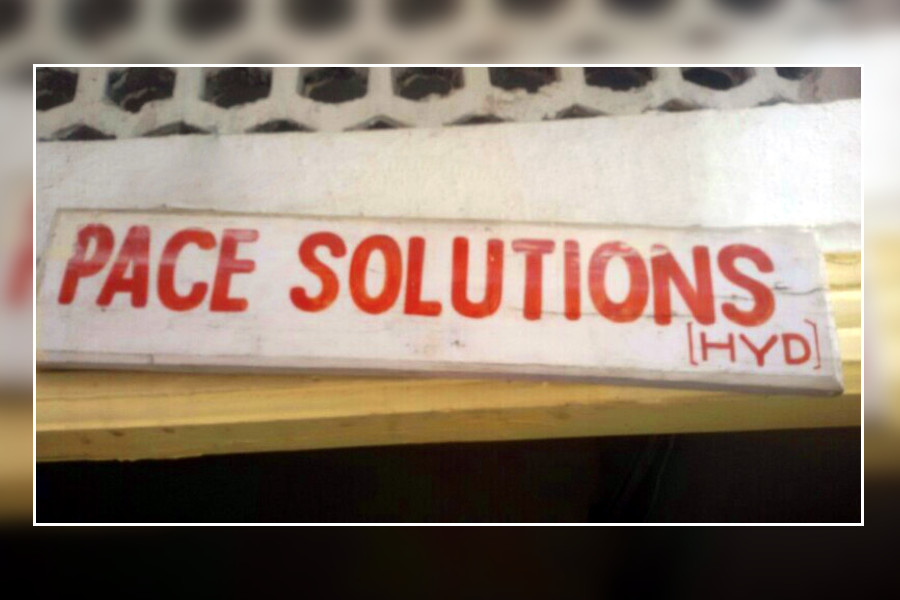 PACE SOLUTIONS
[HYD]